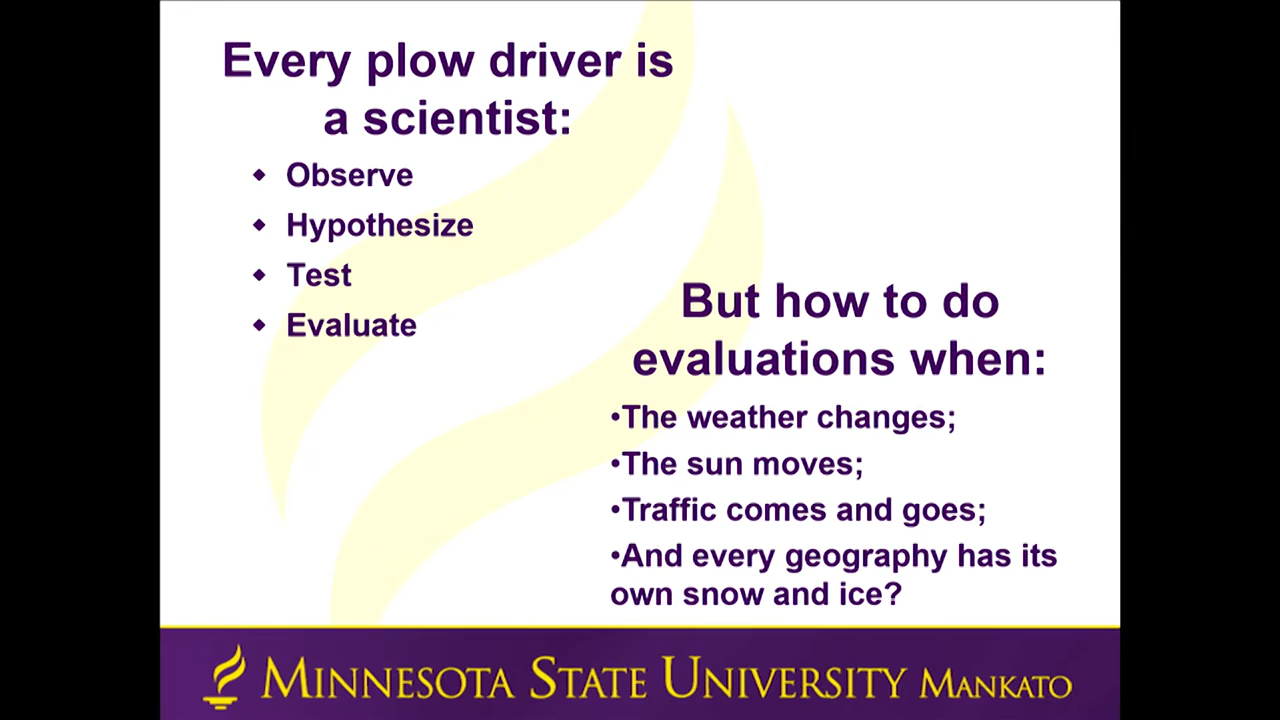 Every plow driver is
a scientist:
◆ Observe
◆ Hypothesize
◆ Test
◆ Evaluate
But how to do
evaluations when:
•The weather changes;
•The sun moves;
•Traffic comes and goes;
•And every geography has its
own snow and ice?
MINNESOTA STATE UNIVERSITY MANKATO